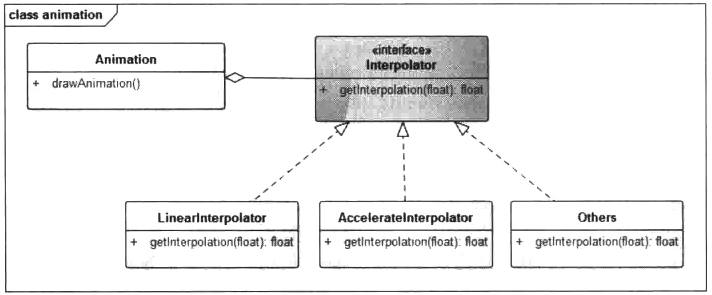 class animation
Animation
+ drawAnimation()
«interface»
Interpolator
+ getInterpolation(float): float
LinearInterpolator
+ getInterpolation(float): float
AccelerateInterpolator
+ getInterpolation(float): float
Others
+ getInterpolation(float): float